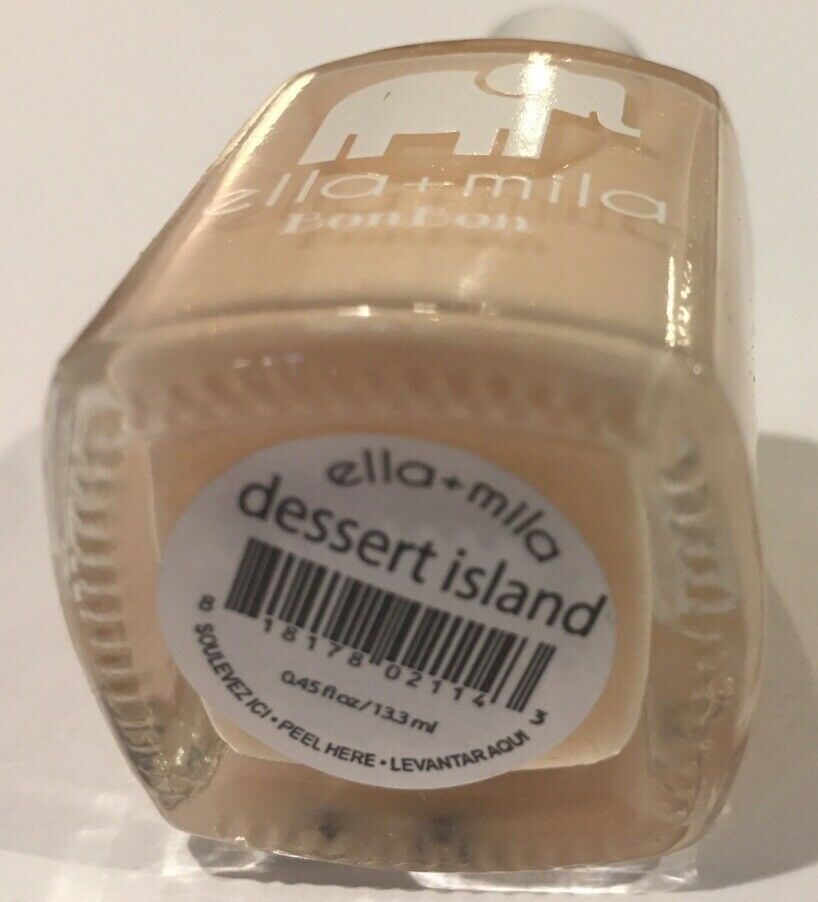 ella+mila
BonBon
ella+mila
dessert island
8 18178 02114 3
0.45 fl oz / 13.3 ml
SOULEVEZ ICI • PEEL HERE • LEVANTAR AQUI